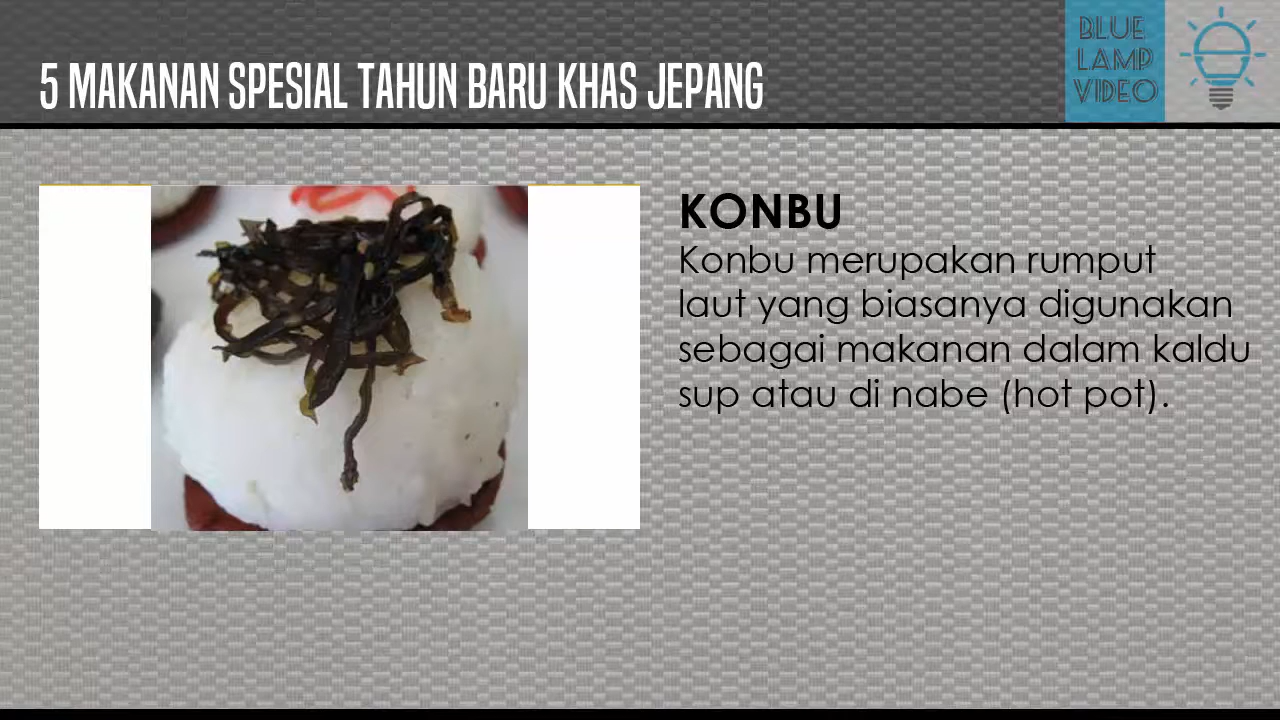 5 MAKANAN SPESIAL TAHUN BARU KHAS JEPANG
BLUE
LAMP
VIDEO
KONBU
Konbu merupakan rumput
laut yang biasanya digunakan
sebagai makanan dalam kaldu
sup atau di nabe (hot pot).